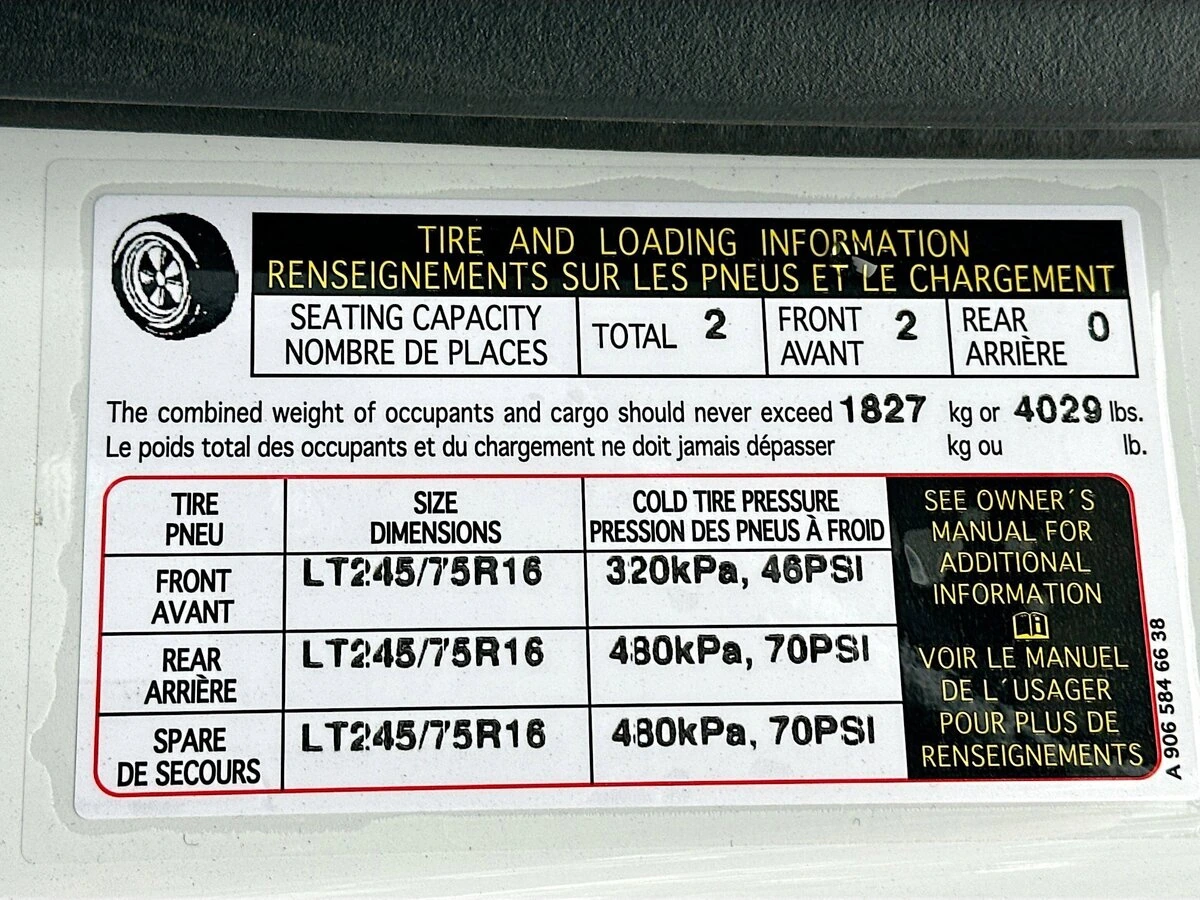 TIRE AND LOADING INFORMATION
RENSEIGNEMENTS SUR LES PNEUS ET LE CHARGEMENT
SEATING CAPACITY
NOMBRE DE PLACES
TOTAL 2
FRONT
AVANT
2
REAR
ARRIÈRE
0
The combined weight of occupants and cargo should never exceed 1827 kg or 4029 lbs.
Le poids total des occupants et du chargement ne doit jamais dépasser kg ou lb.
TIRE
PNEU
SIZE
DIMENSIONS
COLD TIRE PRESSURE
PRESSION DES PNEUS À FROID
FRONT
AVANT
LT245/75R16
320kPa, 46PSI
REAR
ARRIÈRE
LT245/75R16
480kPa, 70PSI
SPARE
DE SECOURS
LT245/75R16
480kPa, 70PSI
SEE OWNER´S
MANUAL FOR
ADDITIONAL
INFORMATION
VOIR LE MANUEL
DE L´USAGER
POUR PLUS DE
RENSEIGNEMENTS
A 906 584 66 38